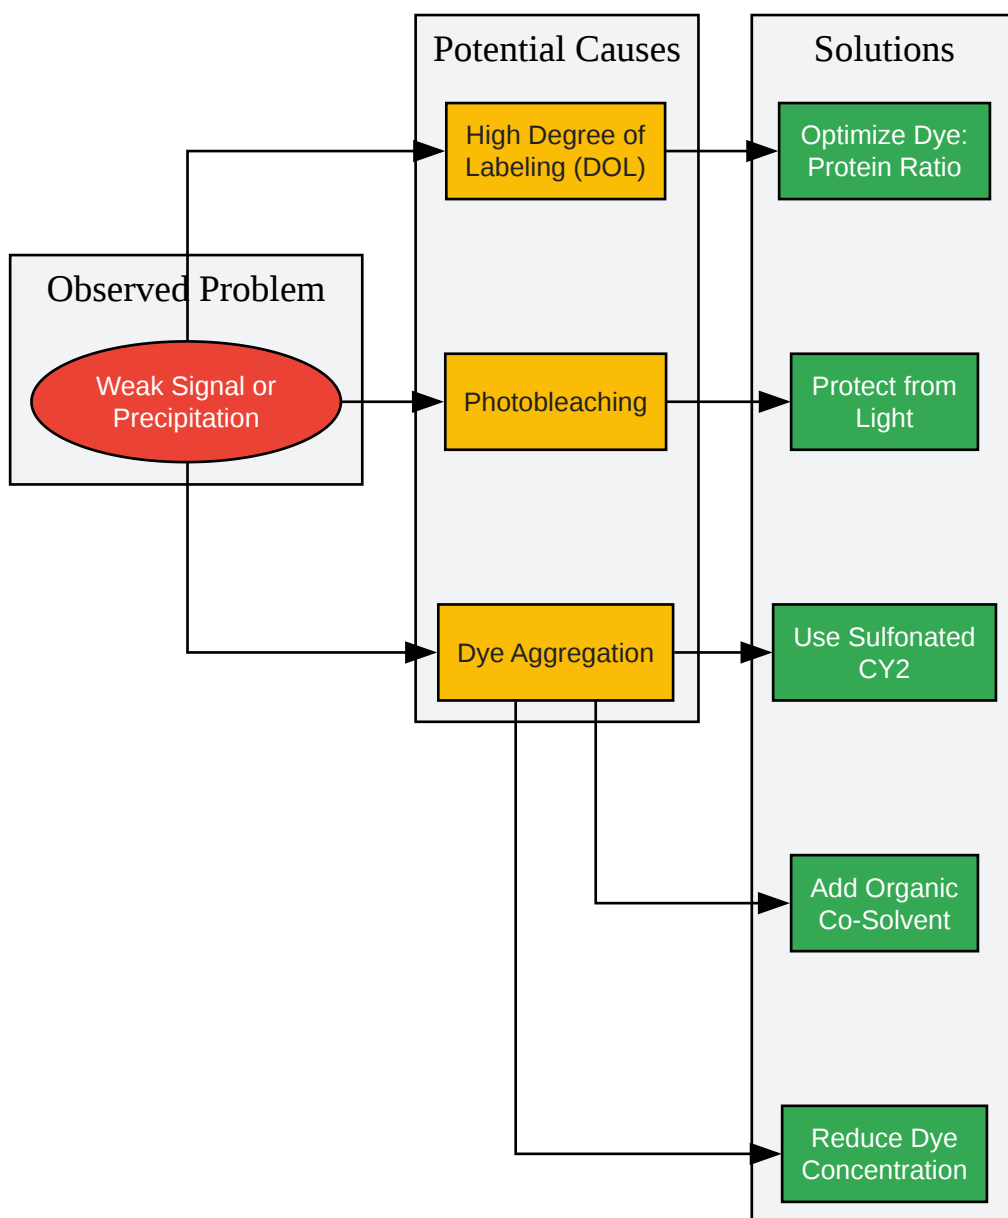 Potential Causes
Solutions
High Degree of
Labeling (DOL)
Optimize Dye:
Protein Ratio
Observed Problem
Weak Signal or
Precipitation
Photobleaching
Protect from
Light
Dye Aggregation
Use Sulfonated
CY2
Add Organic
Co-Solvent
Reduce Dye
Concentration